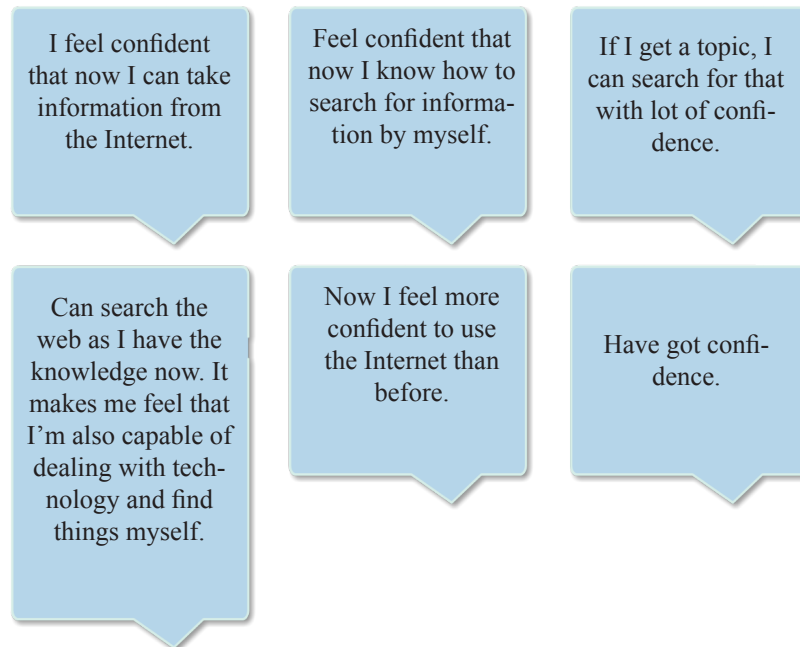 I feel confident
that now I can take
information from
the Internet.
Feel confident that
now I know how to
search for informa-
tion by myself.
If I get a topic, I
can search for that
with lot of confi-
dence.
Can search the
web as I have the
knowledge now. It
makes me feel that
I'm also capable of
dealing with tech-
nology and find
things myself.
Now I feel more
confident to use
the Internet than
before.
Have got confi-
dence.